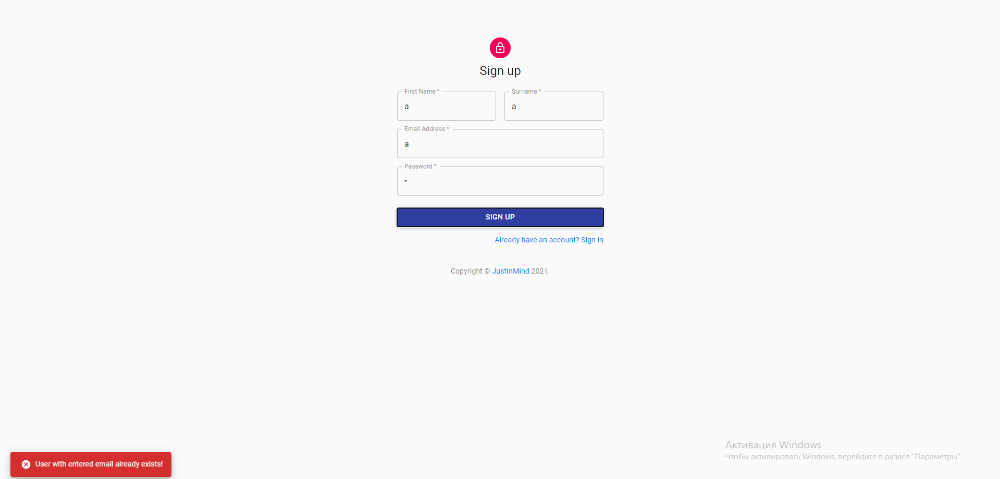 Sign up
First Name *
Surname *
a
a
Email Address *
a
Password *
•
SIGN UP
Already have an account? Sign in
Copyright © JustInMind 2021.
Активация Windows
Чтобы активировать Windows, перейдите в раздел "Параметры".
User with entered email already exists!